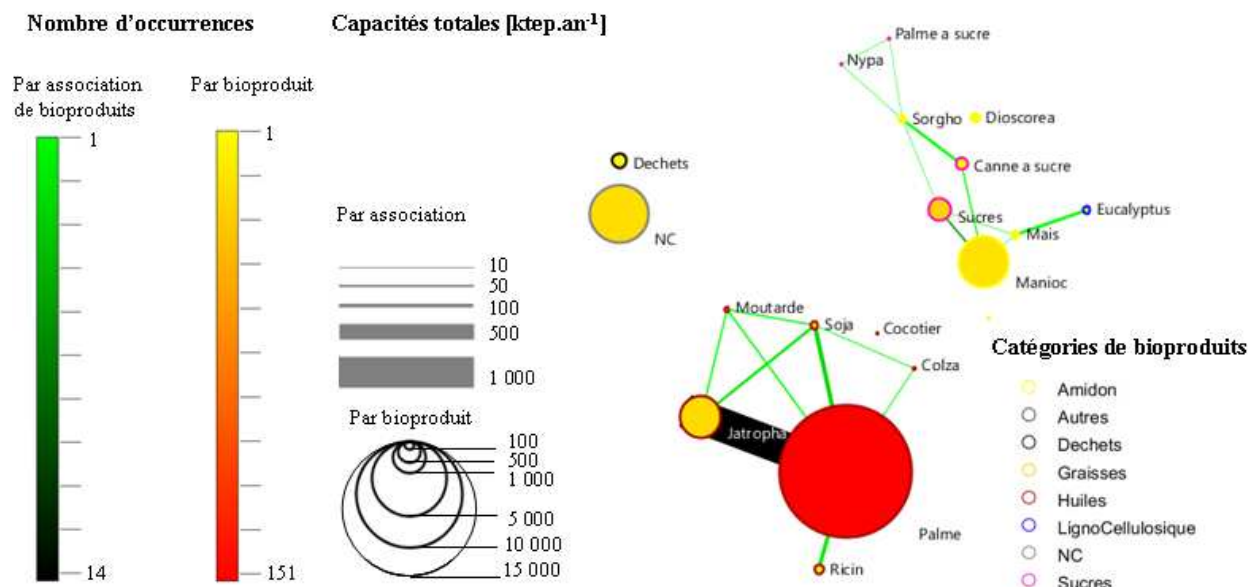 Nombre d'occurrences
Capacités totales [ktep.an⁻¹]
Par association
de bioproduits
Par bioproduit
1
14
1
151
Par association
10
50
100
500
1 000
Par bioproduit
100
500
1 000
5 000
10 000
15 000
Dechets
NC
Palme a sucre
Nypa
Sorgho
Dioscorea
Canne a sucre
Sucres
Eucalyptus
Mais
Manioc
Moutarde
Soja
Cocotier
Colza
Jatropha
Palme
Ricin
Catégories de bioproduits
Amidon
Autres
Dechets
Graisses
Huiles
LignoCellulosique
NC
Sucres